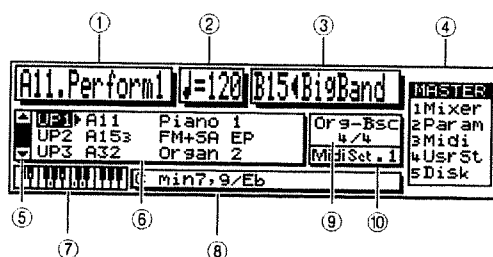 ① ② ③ ④
A11.Perform1 ♩=120 B15◀BigBand
MASTER
1Mixer
2Param
3Midi
4UsrSt
5Disk
UP1▶A11 Piano 1
UP2 A153 FM+SA EP
UP3 A32 Organ 2
Org-Bsc
4/4
MidiSet.1
C min7,9/Eb
⑤ ⑥ ⑨ ⑩
⑦ ⑧